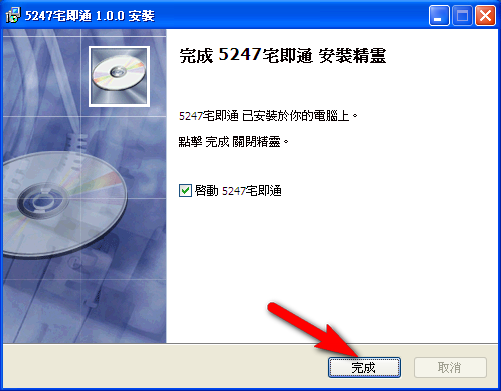 5247宅即通 1.0.0 安裝
完成 5247宅即通 安裝精靈
5247宅即通 已安裝於你的電腦上。
點擊 完成 關閉精靈。
啓動 5247宅即通
完成
取消